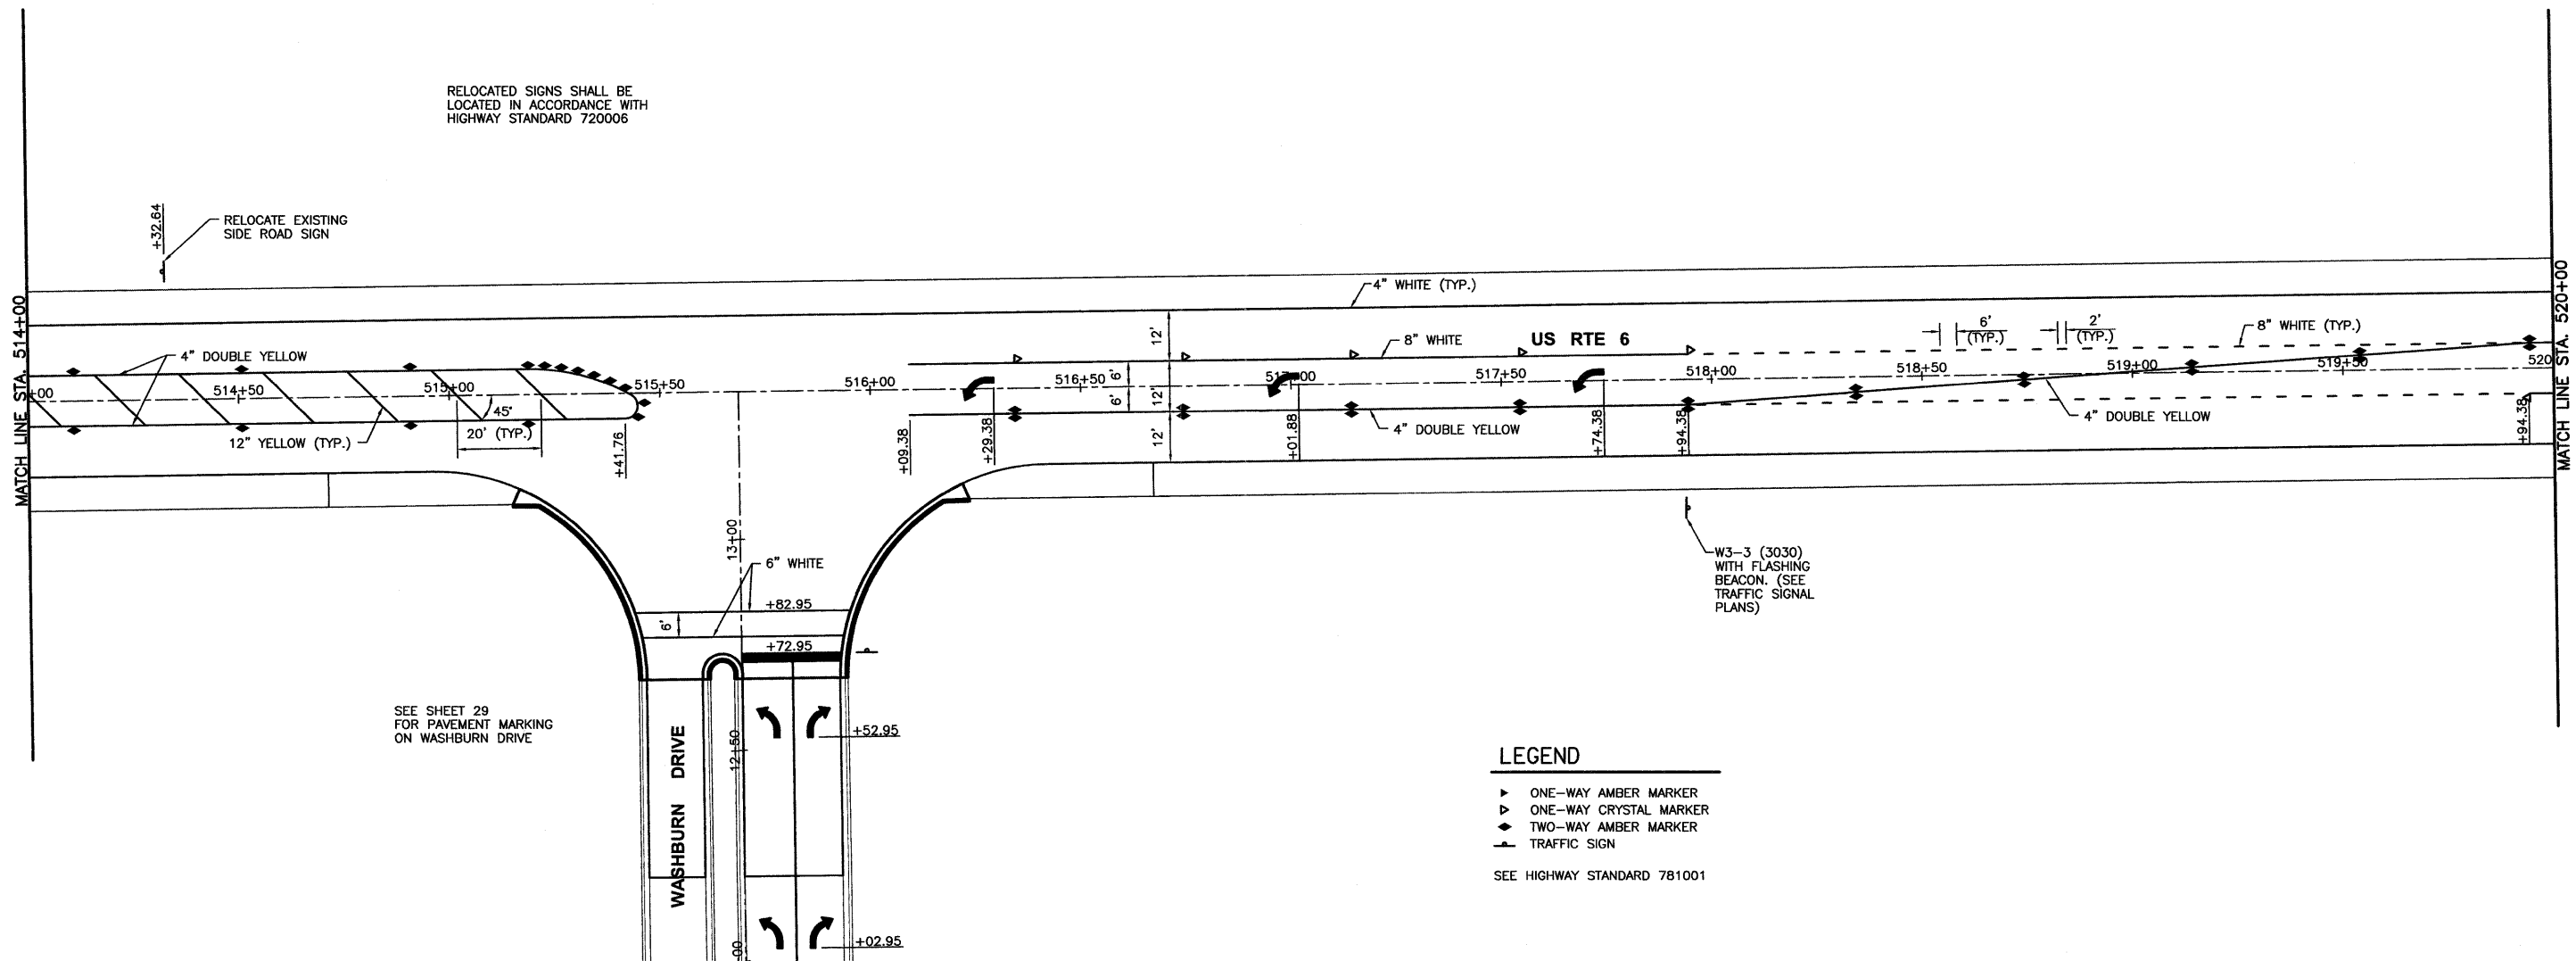 RELOCATED SIGNS SHALL BE
LOCATED IN ACCORDANCE WITH
HIGHWAY STANDARD 720006
+32.64
RELOCATE EXISTING
SIDE ROAD SIGN
MATCH LINE STA. 514+00
MATCH LINE STA. 520+00
4" WHITE (TYP.)
12'
8" WHITE
US RTE 6
6'
(TYP.)
2'
(TYP.)
8" WHITE (TYP.)
4" DOUBLE YELLOW
+00
514+50
515+00
515+50
516+00
516+50
517+00
517+50
518+00
518+50
519+00
519+50
520
6'
6'
12'
12'
45°
12" YELLOW (TYP.)
20' (TYP.)
+41.76
+09.38
+29.38
+01.88
4" DOUBLE YELLOW
+74.38
+94.38
4" DOUBLE YELLOW
+94.38
13+00
6" WHITE
+82.95
6'
+72.95
W3-3 (3030)
WITH FLASHING
BEACON. (SEE
TRAFFIC SIGNAL
PLANS)
SEE SHEET 29
FOR PAVEMENT MARKING
ON WASHBURN DRIVE
WASHBURN DRIVE
12+50
+52.95
+02.95
00
LEGEND
ONE-WAY AMBER MARKER
ONE-WAY CRYSTAL MARKER
TWO-WAY AMBER MARKER
TRAFFIC SIGN
SEE HIGHWAY STANDARD 781001